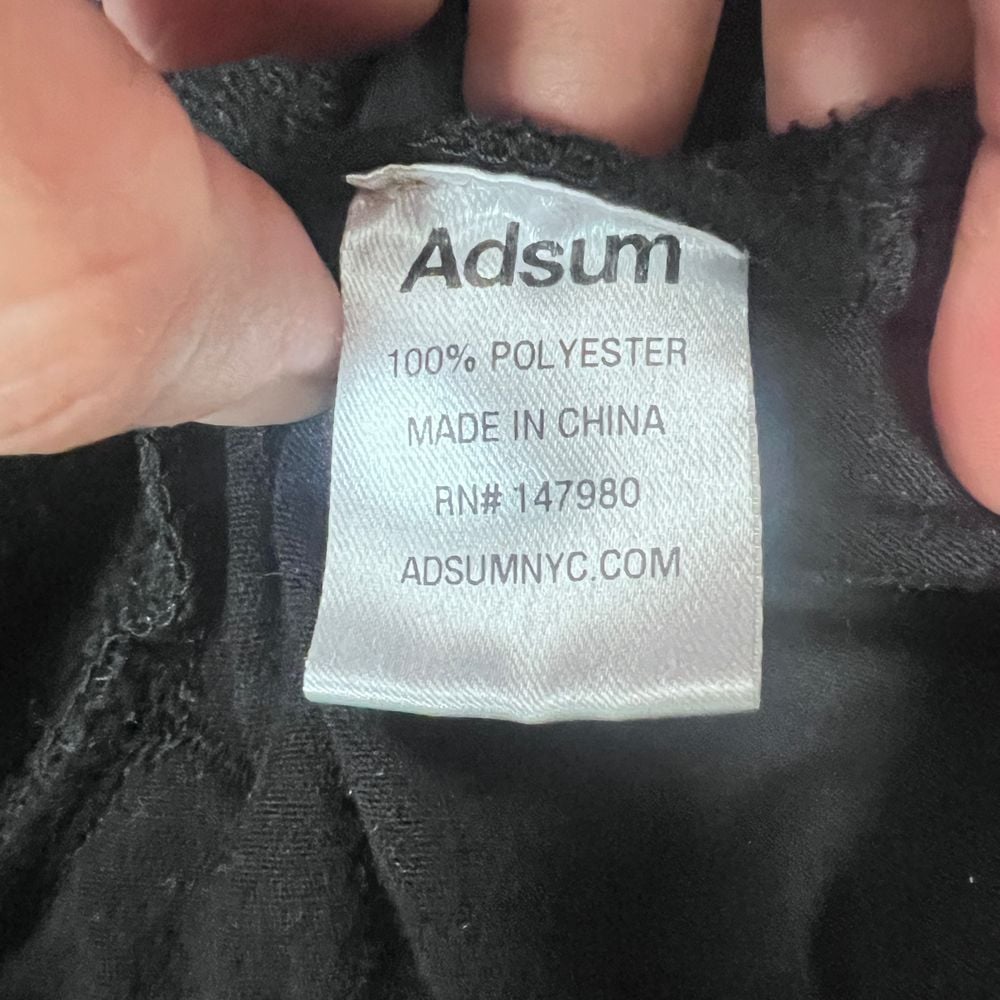 Adsum
100% POLYESTER
MADE IN CHINA
RN# 147980
ADSUMNYC.COM